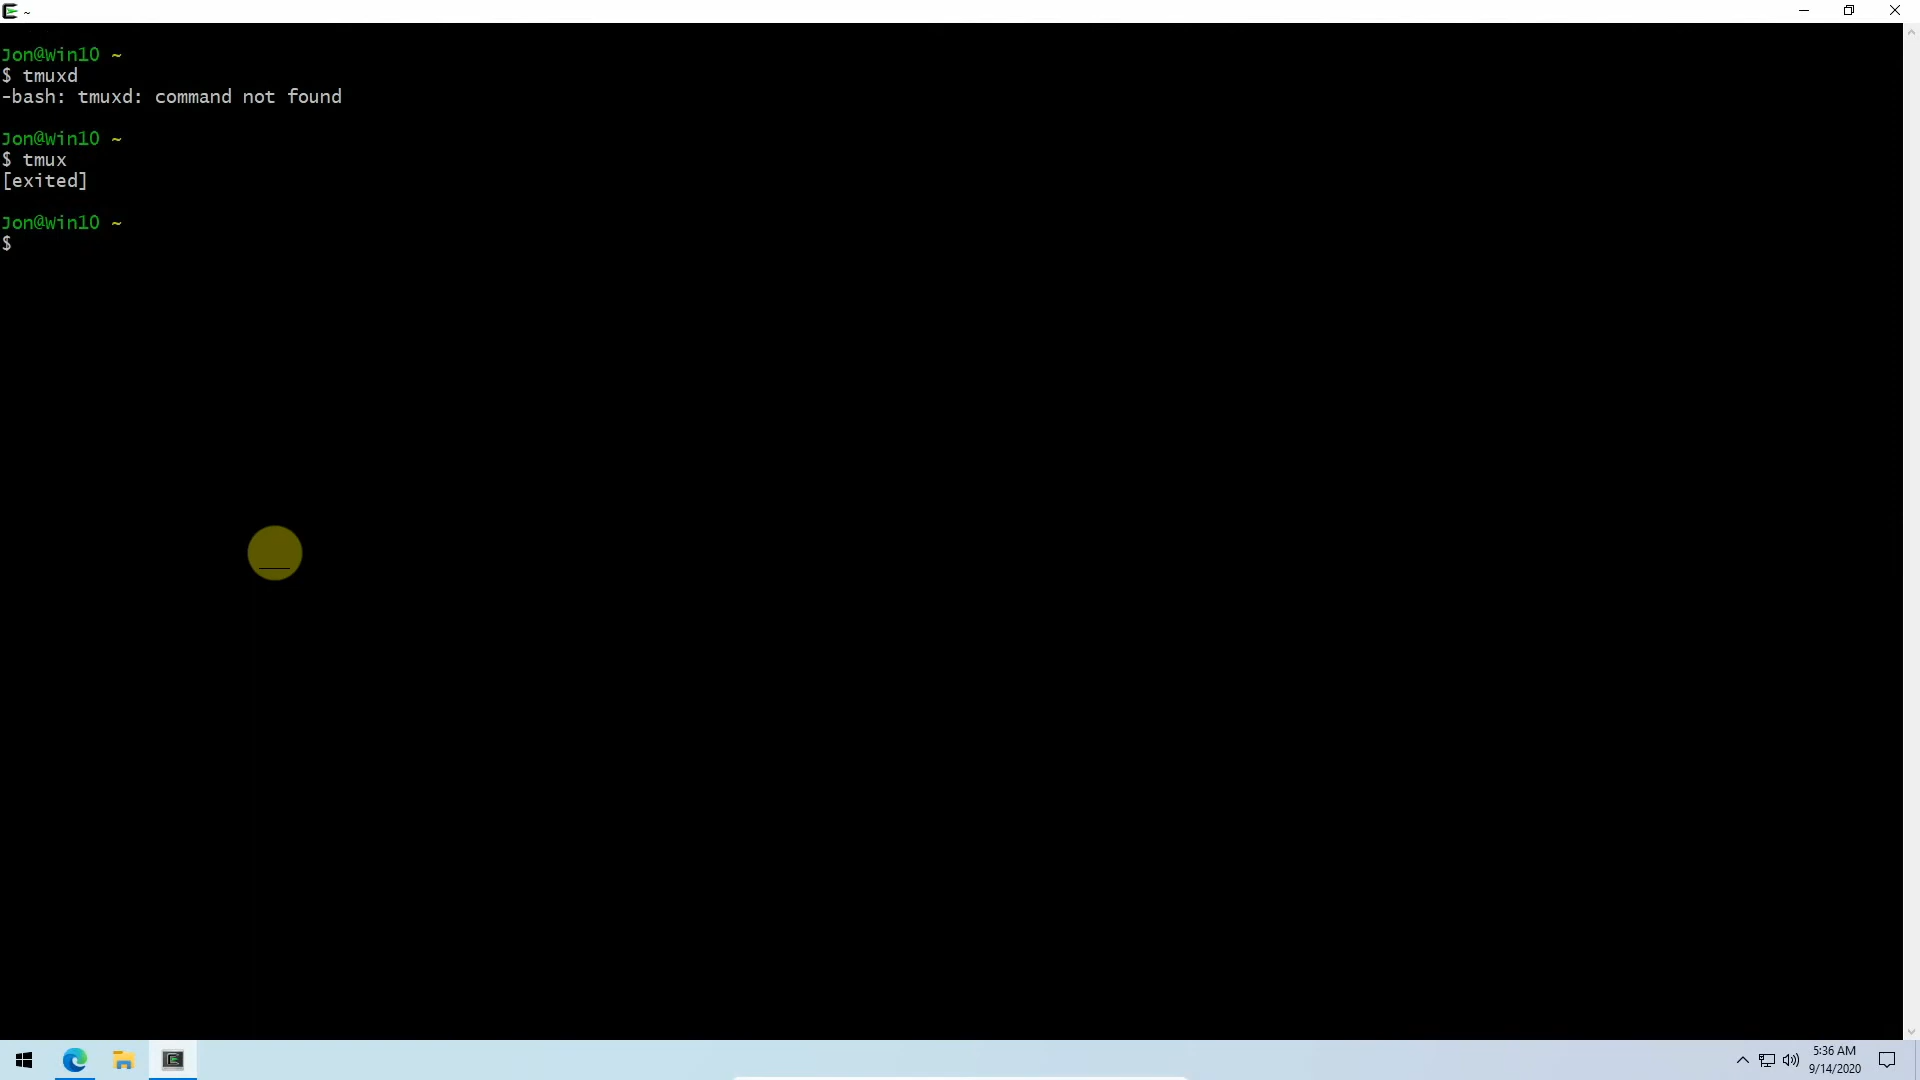 ~
Jon@Win10 ~
$ tmuxd
-bash: tmuxd: command not found
Jon@Win10 ~
$ tmux
[exited]
Jon@Win10 ~
$
5:36 AM
9/14/2020